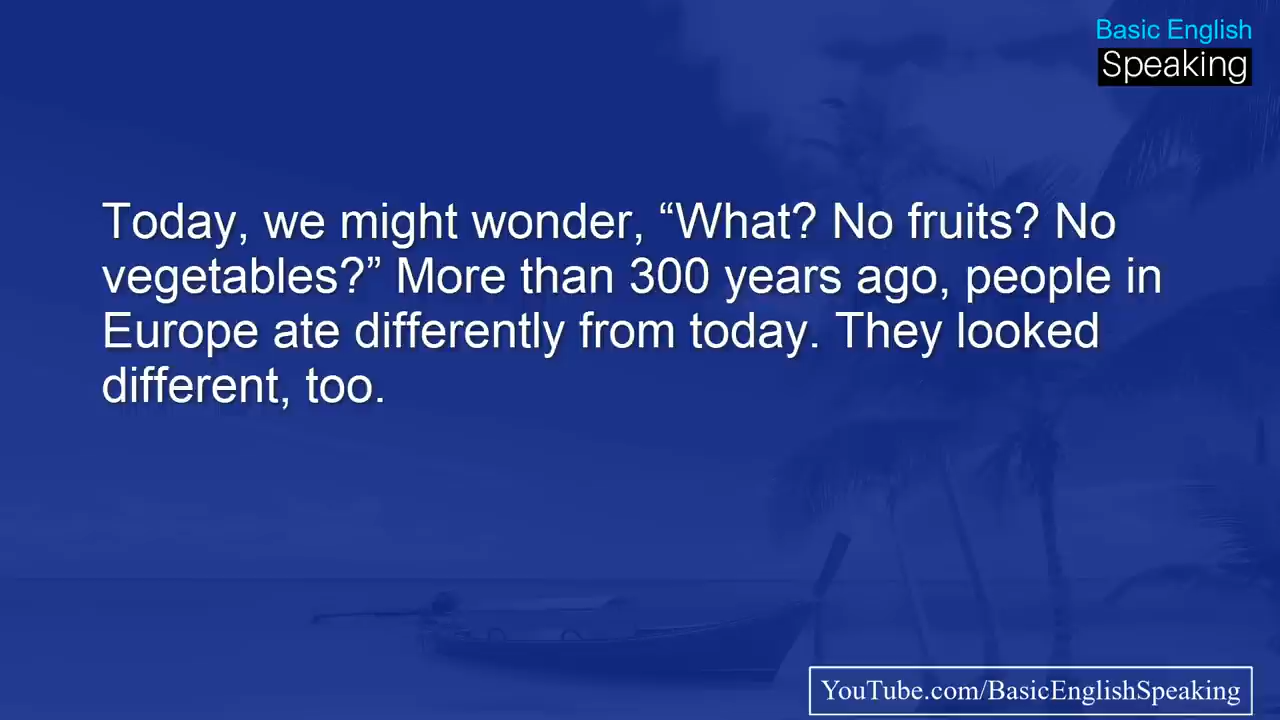 Basic English
Speaking
Today, we might wonder, “What? No fruits? No
vegetables?” More than 300 years ago, people in
Europe ate differently from today. They looked
different, too.
YouTube.com/BasicEnglishSpeaking